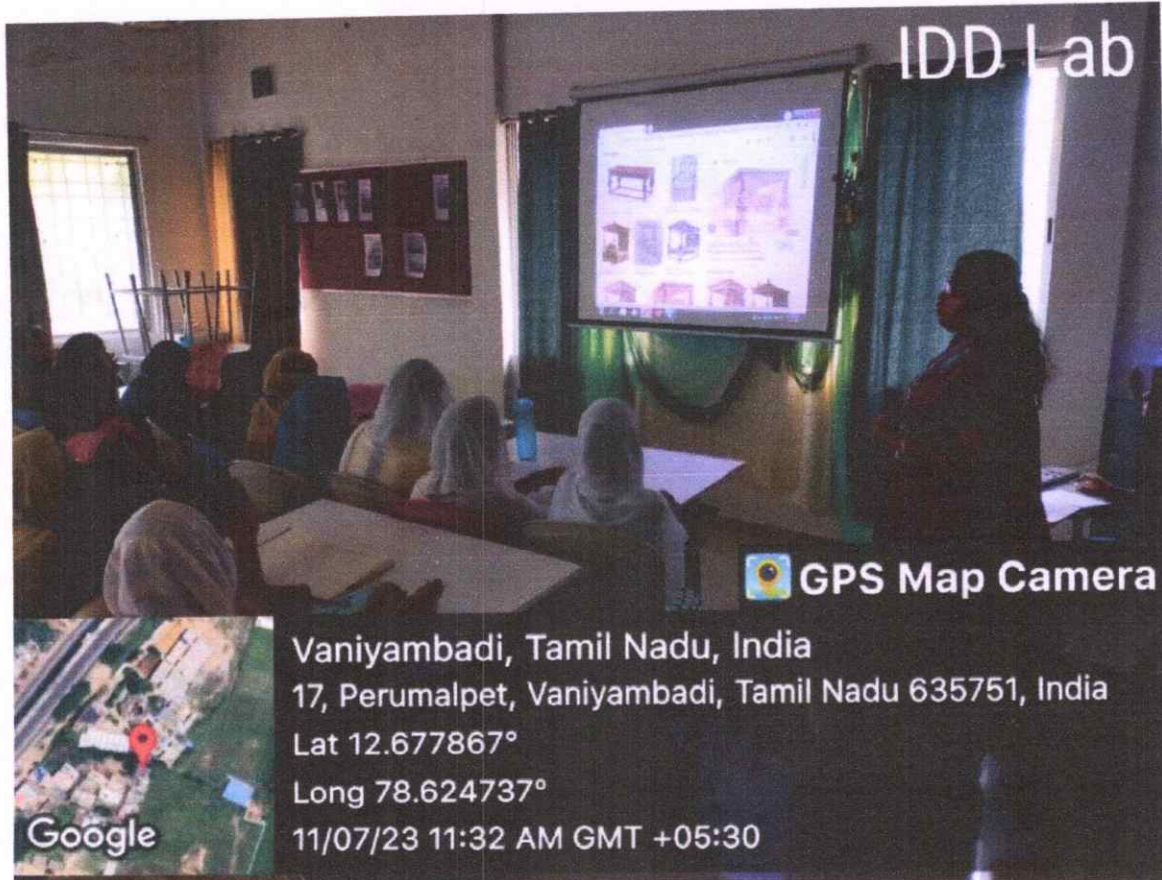 IDD Lab
GPS Map Camera
Vaniyambadi, Tamil Nadu, India
17, Perumalpet, Vaniyambadi, Tamil Nadu 635751, India
Lat 12.677867°
Long 78.624737°
11/07/23 11:32 AM GMT +05:30
Google